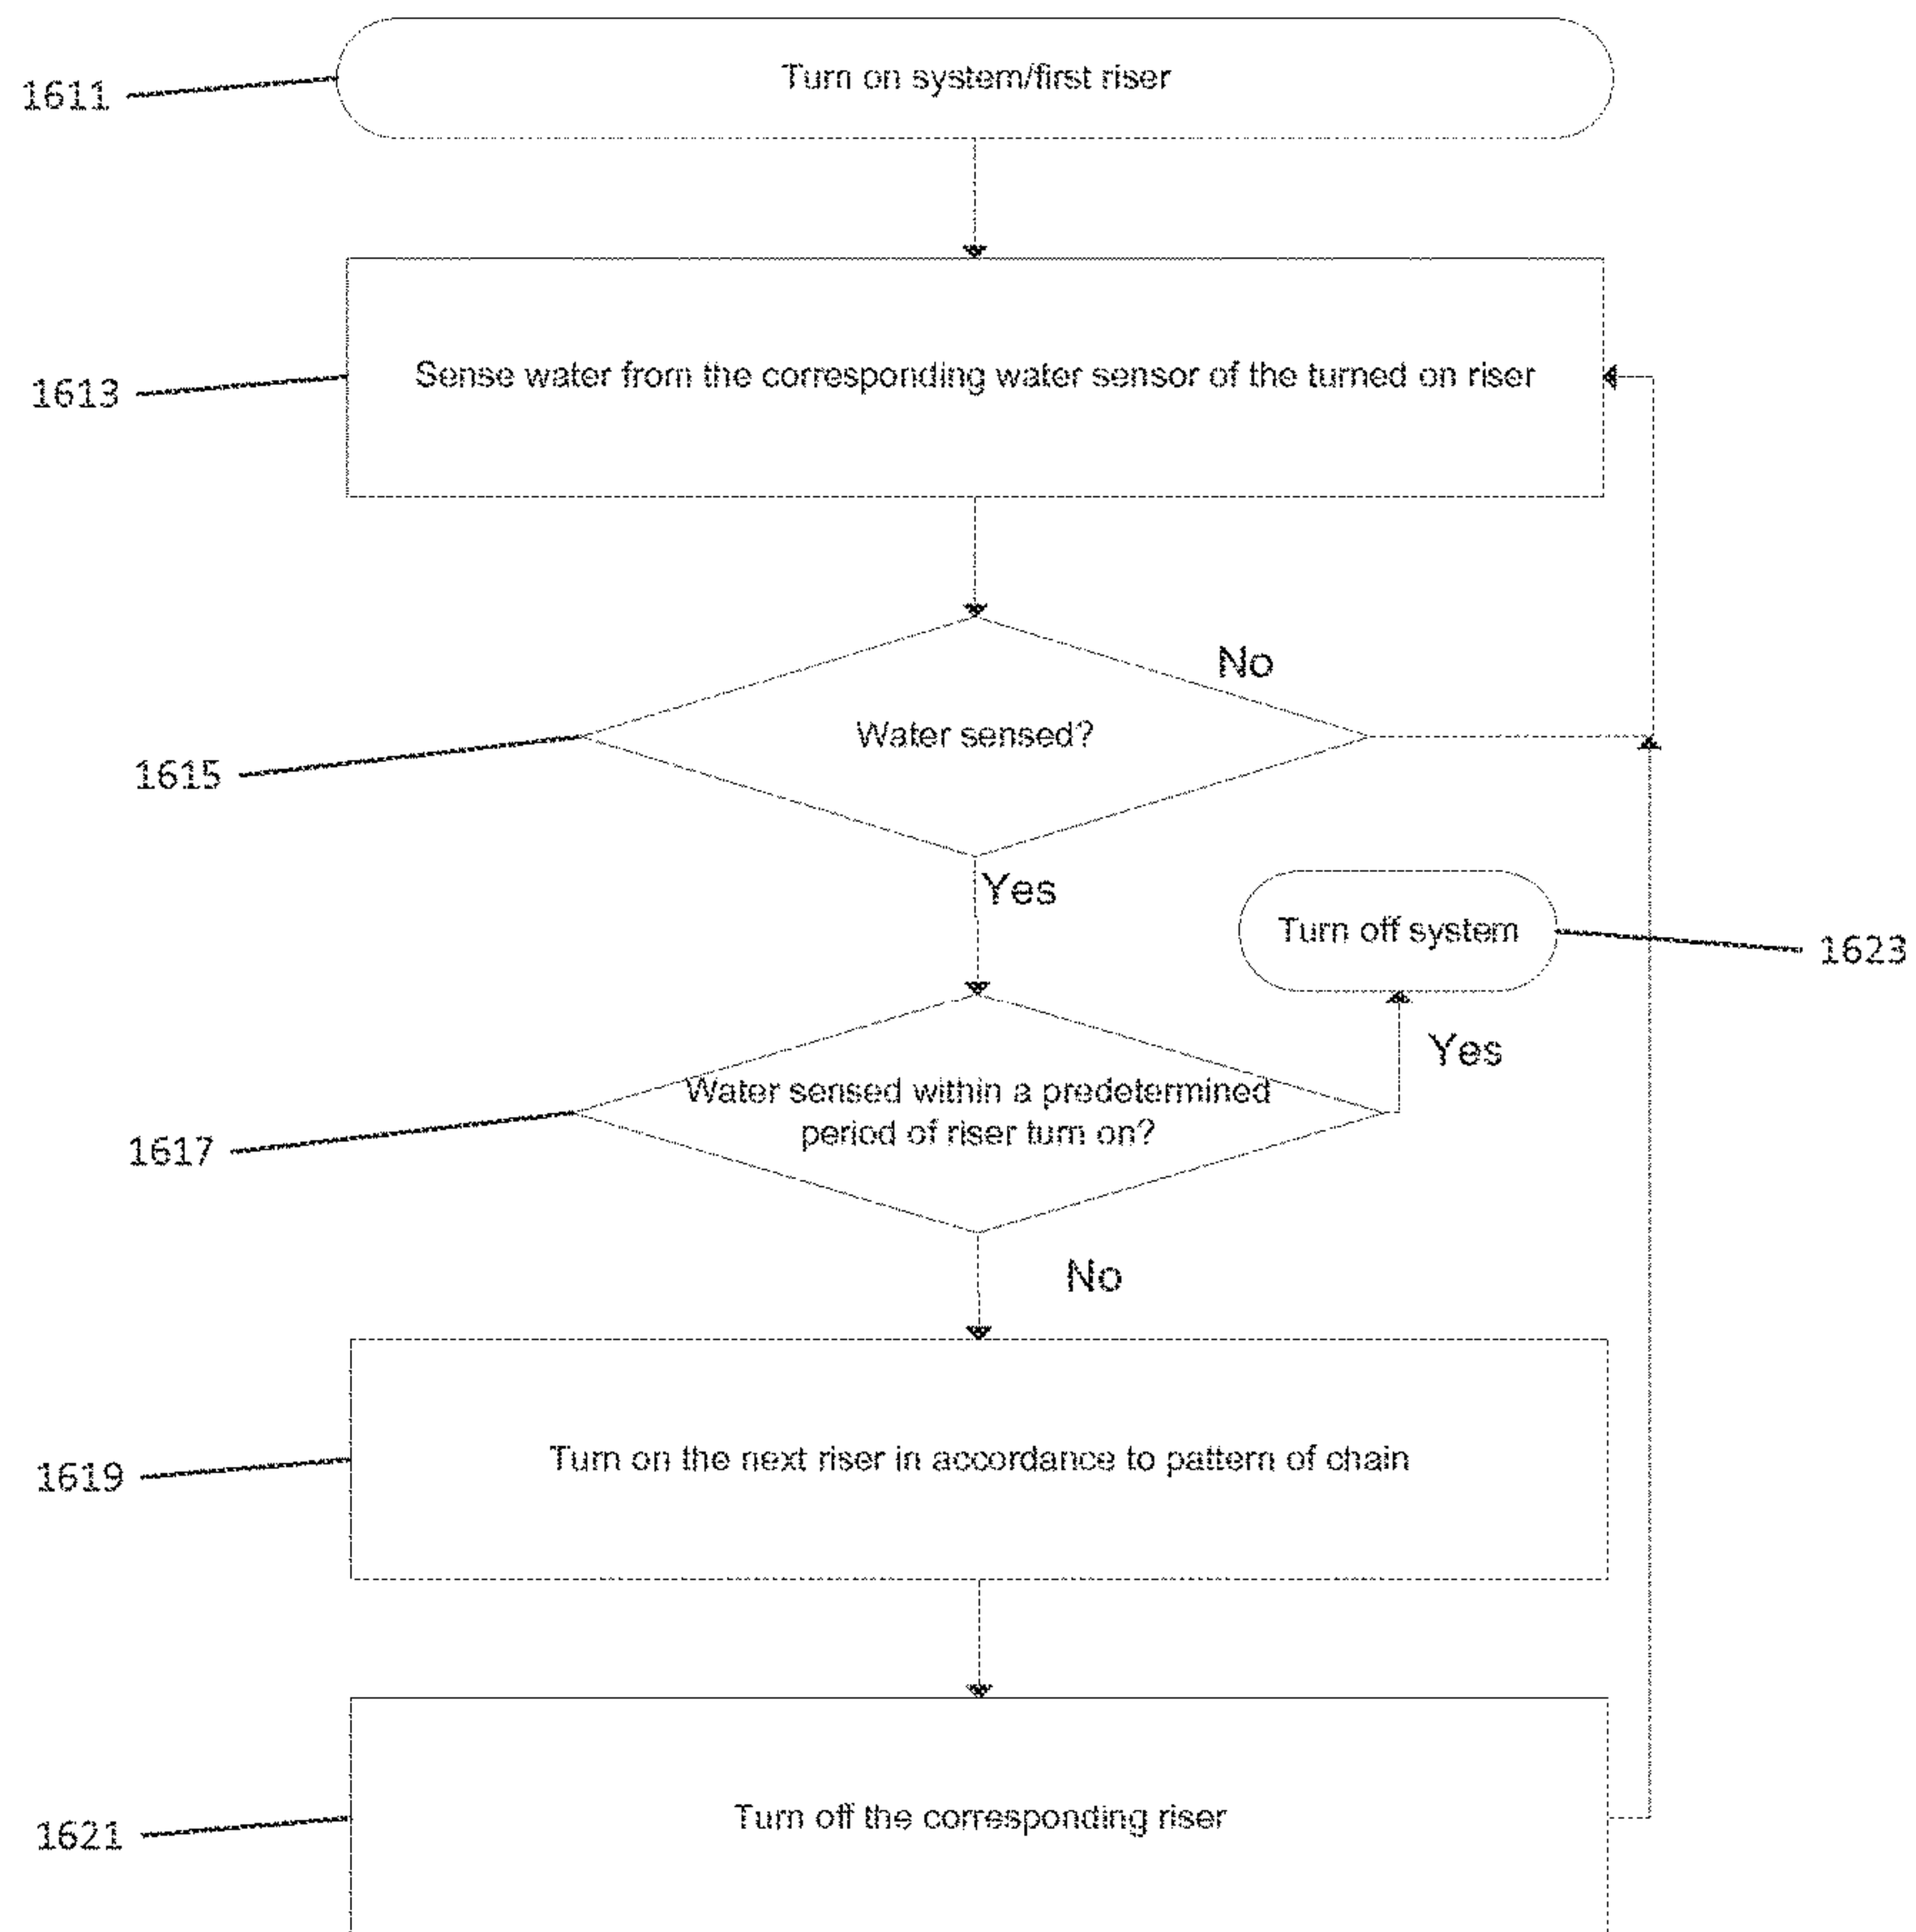 Turn on system/first riser
1611
Sense water from the corresponding water sensor of the turned on riser
1613
No
Water sensed?
1615
Yes
Turn off system
1623
Yes
Water sensed within a predetermined
period of riser turn on?
1617
No
Turn on the next riser in accordance to pattern of chain
1619
Turn off the corresponding riser
1621